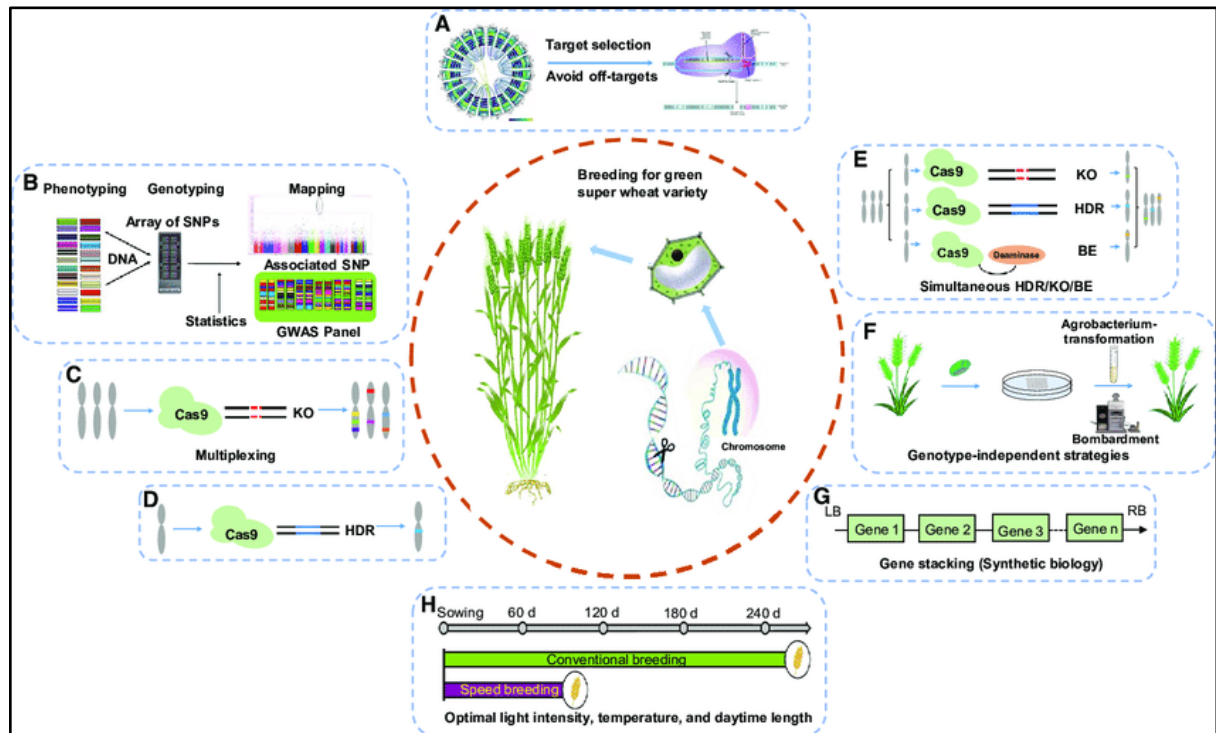 A
Target selection
Avoid off-targets
B
Phenotyping
Genotyping
Mapping
Array of SNPs
DNA
Associated SNP
Statistics
GWAS Panel
C
Cas9
KO
Multiplexing
D
Cas9
HDR
Breeding for green
super wheat variety
Chromosome
E
Cas9
KO
Cas9
HDR
Cas9
Deaminase
BE
Simultaneous HDR/KO/BE
F
Agrobacterium-
transformation
Bombardment
Genotype-independent strategies
G
LB
RB
Gene 1
Gene 2
Gene 3
Gene n
Gene stacking (Synthetic biology)
H
Sowing
60 d
120 d
180 d
240 d
Conventional breeding
Speed breeding
Optimal light intensity, temperature, and daytime length